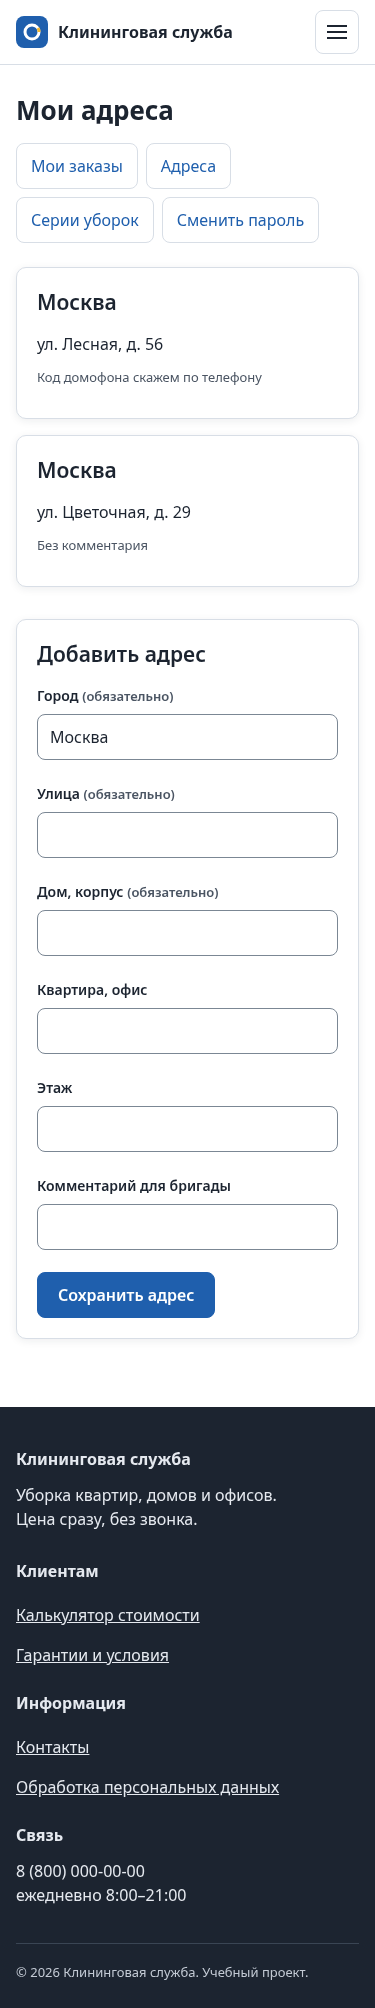 Клининговая служба
Мои адреса
Мои заказы
Адреса
Серии уборок
Сменить пароль
Москва
ул. Лесная, д. 56
Код домофона скажем по телефону
Москва
ул. Цветочная, д. 29
Без комментария
Добавить адрес
Город (обязательно)
Москва
Улица (обязательно)
Дом, корпус (обязательно)
Квартира, офис
Этаж
Комментарий для бригады
Сохранить адрес
Клининговая служба
Уборка квартир, домов и офисов.
Цена сразу, без звонка.
Клиентам
Калькулятор стоимости
Гарантии и условия
Информация
Контакты
Обработка персональных данных
Связь
8 (800) 000-00-00
ежедневно 8:00–21:00
© 2026 Клининговая служба. Учебный проект.